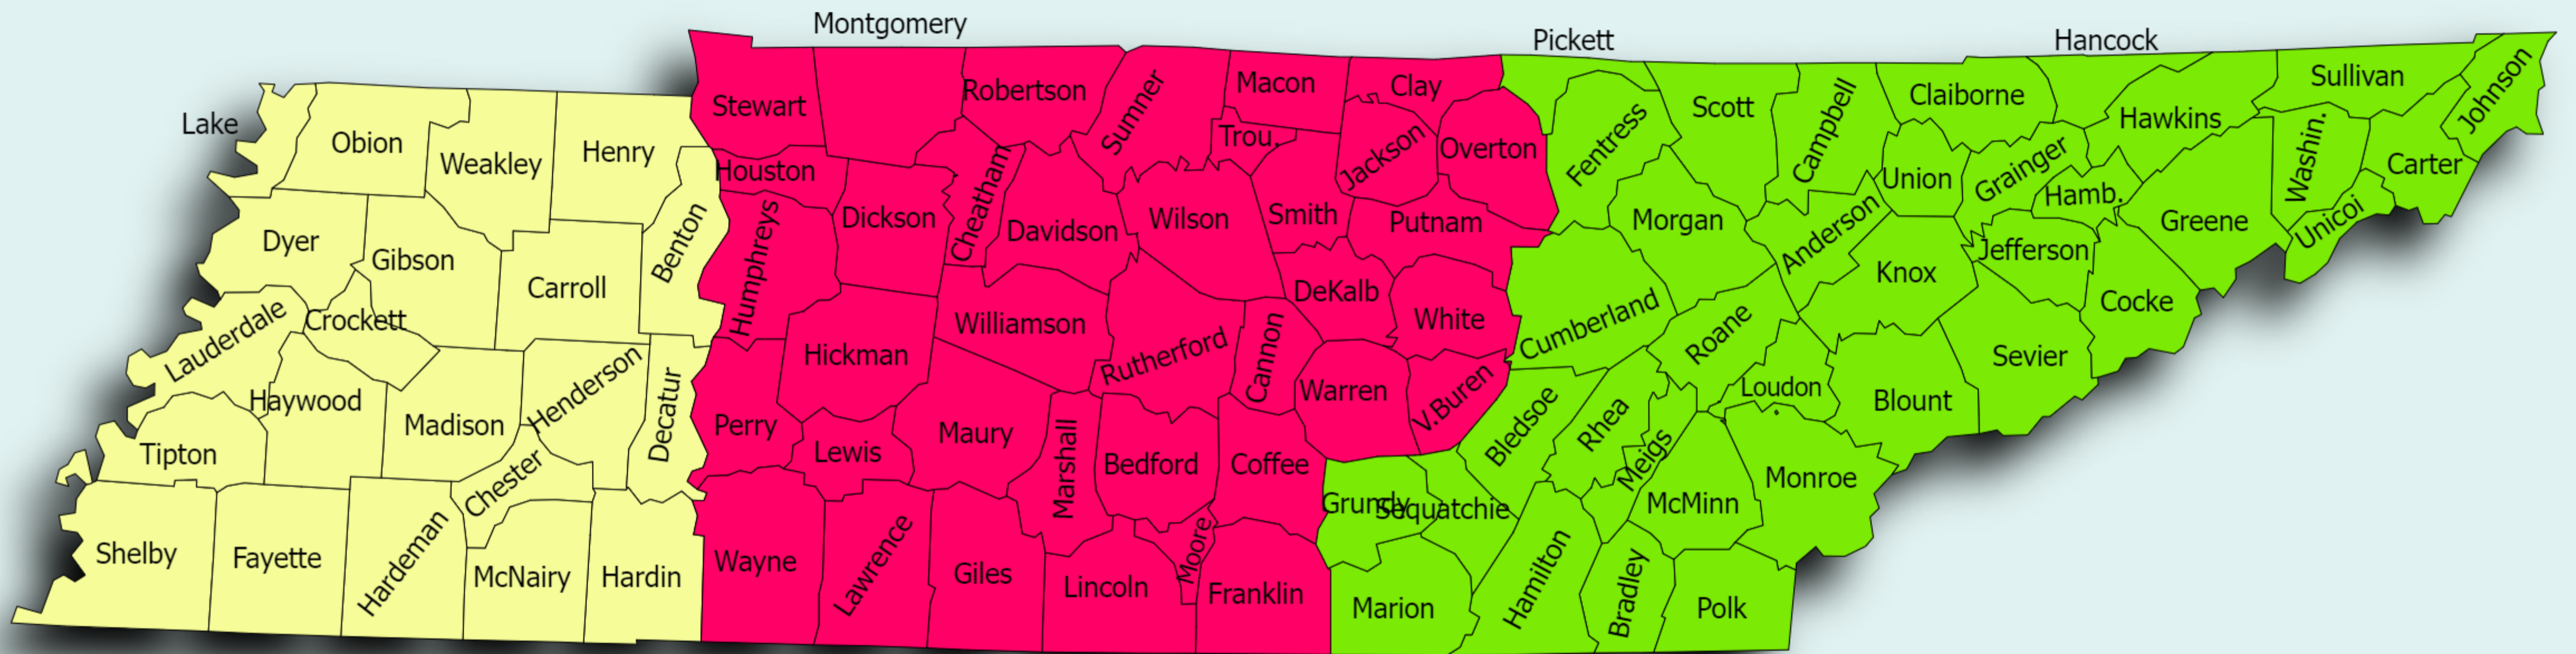 Montgomery
Pickett
Hancock
Lake
Obion
Weakley
Henry
Benton
Dyer
Gibson
Carroll
Lauderdale
Crockett
Haywood
Madison
Henderson
Decatur
Tipton
Chester
Shelby
Fayette
Hardeman
McNairy
Hardin
Stewart
Robertson
Sumner
Macon
Clay
Trou.
Houston
Jackson
Overton
Humphreys
Dickson
Cheatham
Davidson
Wilson
Smith
Putnam
Williamson
DeKalb
White
Hickman
Rutherford
Cannon
Warren
V.Buren
Perry
Lewis
Maury
Marshall
Bedford
Coffee
Wayne
Lawrence
Giles
Lincoln
Moore
Franklin
Fentress
Scott
Campbell
Claiborne
Hawkins
Sullivan
Johnson
Union
Grainger
Hamb.
Washin.
Carter
Morgan
Anderson
Greene
Unicoi
Knox
Jefferson
Cocke
Cumberland
Roane
Sevier
Loudon
Blount
Bledsoe
Rhea
Meigs
Monroe
McMinn
Grundy
Sequatchie
Marion
Hamilton
Bradley
Polk